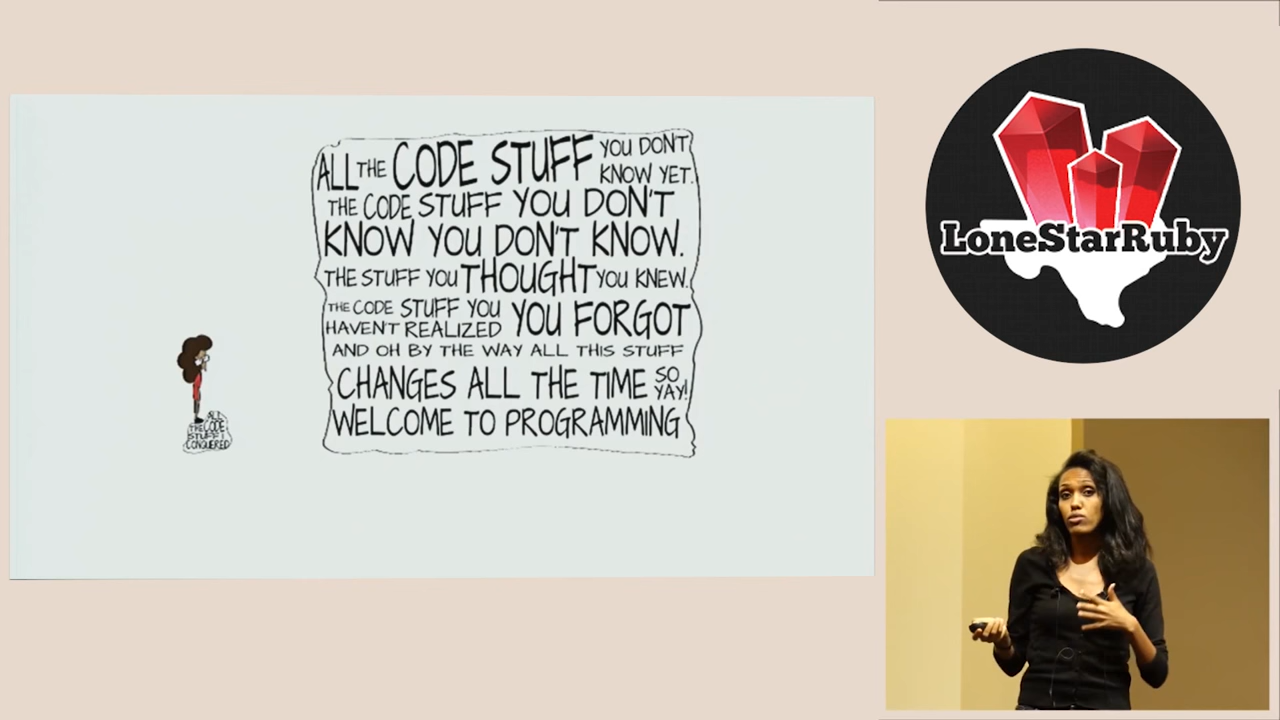 ALL THE CODE STUFF YOU DON'T KNOW YET.
THE CODE STUFF YOU DON'T
KNOW YOU DON'T KNOW.
THE STUFF YOU THOUGHT YOU KNEW.
THE CODE STUFF YOU HAVEN'T REALIZED YOU FORGOT
AND OH BY THE WAY ALL THIS STUFF
CHANGES ALL THE TIME SO YAY!
WELCOME TO PROGRAMMING
ALL
THE CODE
STUFF I
CONQUERED
LoneStarRuby